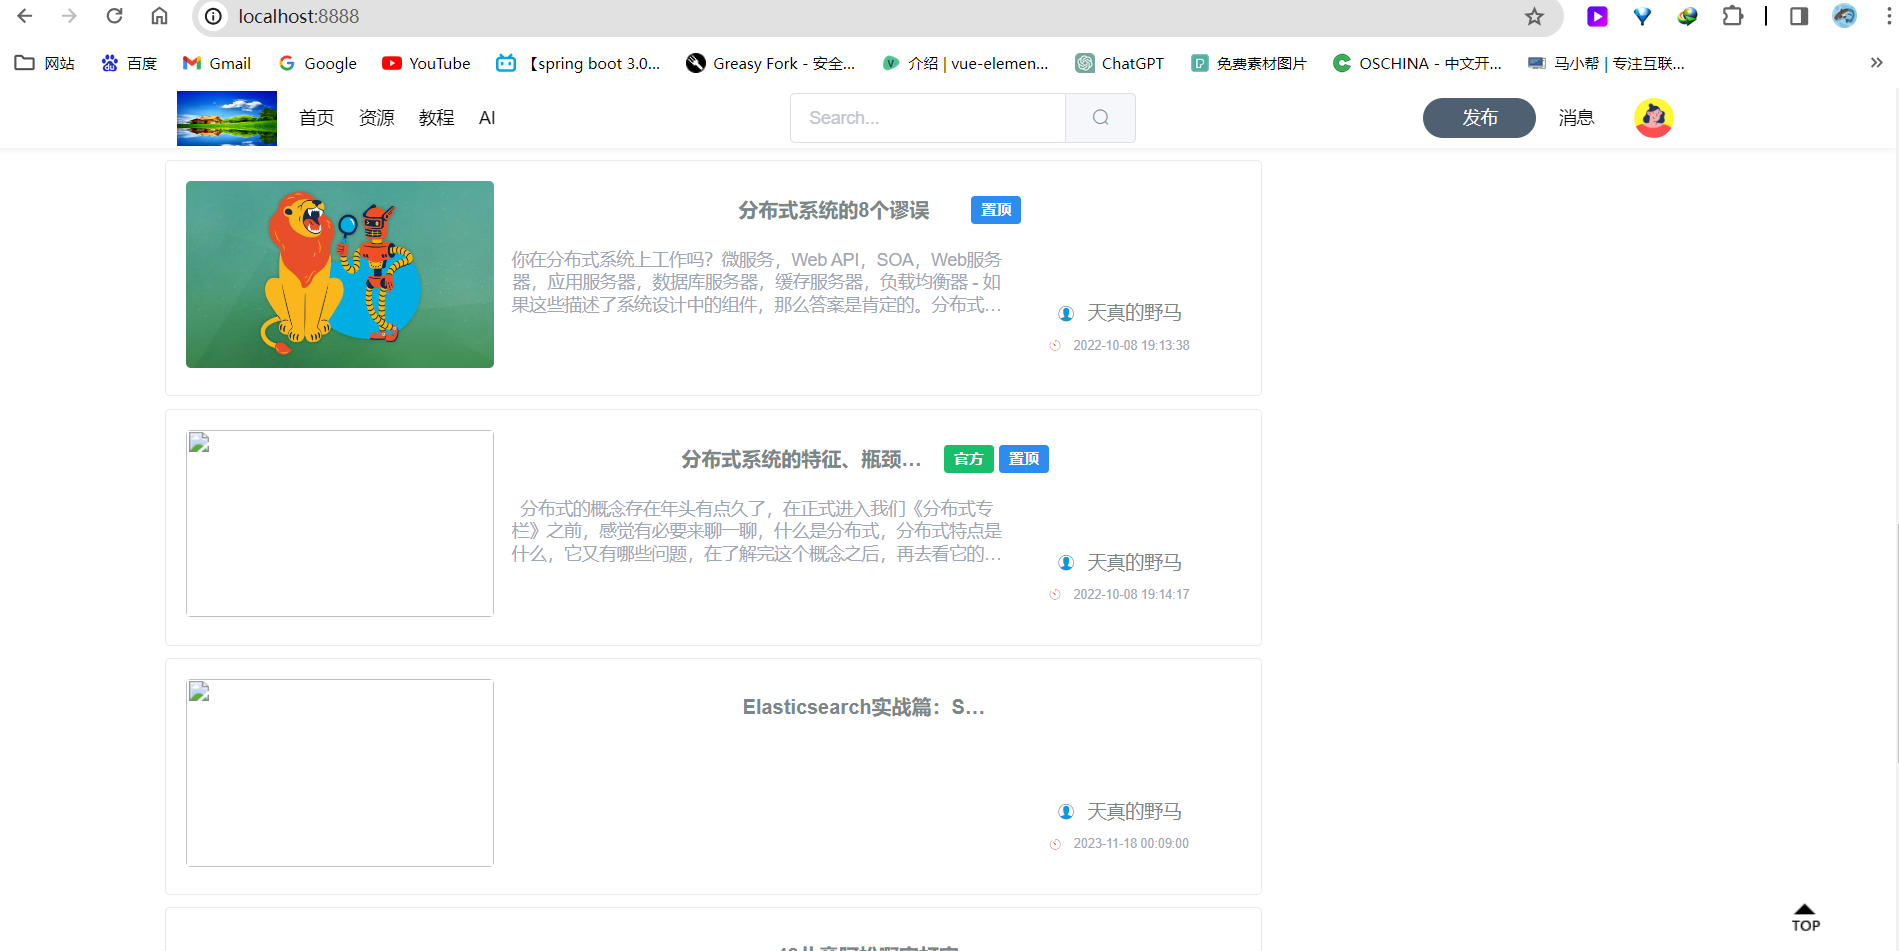 localhost:8888
网站 百度 Gmail Google YouTube 【spring boot 3.0... Greasy Fork - 安全... 介绍 | vue-elemen... ChatGPT 免费素材图片 OSCHINA - 中文开... 马小帮 | 专注互联...
首页 资源 教程 AI Search... 发布 消息
分布式系统的8个谬误 置顶
你在分布式系统上工作吗？微服务，Web API，SOA，Web服务
器，应用服务器，数据库服务器，缓存服务器，负载均衡器 - 如
果这些描述了系统设计中的组件，那么答案是肯定的。分布式...
天真的野马
2022-10-08 19:13:38
分布式系统的特征、瓶颈... 官方 置顶
分布式的概念存在年头有点久了，在正式进入我们《分布式专
栏》之前，感觉有必要来聊一聊，什么是分布式，分布式特点是
什么，它又有哪些问题，在了解完这个概念之后，再去看它的...
天真的野马
2022-10-08 19:14:17
Elasticsearch实战篇：S...
天真的野马
2023-11-18 00:09:00
TOP